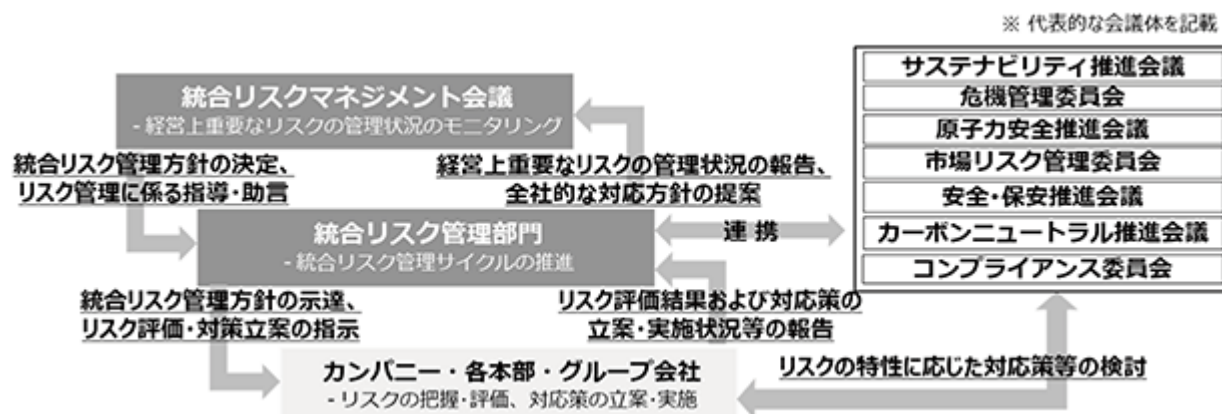 ※ 代表的な会議体を記載
統合リスクマネジメント会議
- 経営上重要なリスクの管理状況のモニタリング
統合リスク管理方針の決定、
リスク管理に係る指導・助言
経営上重要なリスクの管理状況の報告、
全社的な対応方針の提案
統合リスク管理部門
- 統合リスク管理サイクルの推進
連 携
サステナビリティ推進会議
危機管理委員会
原子力安全推進会議
市場リスク管理委員会
安全・保安推進会議
カーボンニュートラル推進会議
コンプライアンス委員会
統合リスク管理方針の示達、
リスク評価・対策立案の指示
リスク評価結果および対応策の
立案・実施状況等の報告
カンパニー・各本部・グループ会社
- リスクの把握・評価、対応策の立案・実施
リスクの特性に応じた対応策等の検討